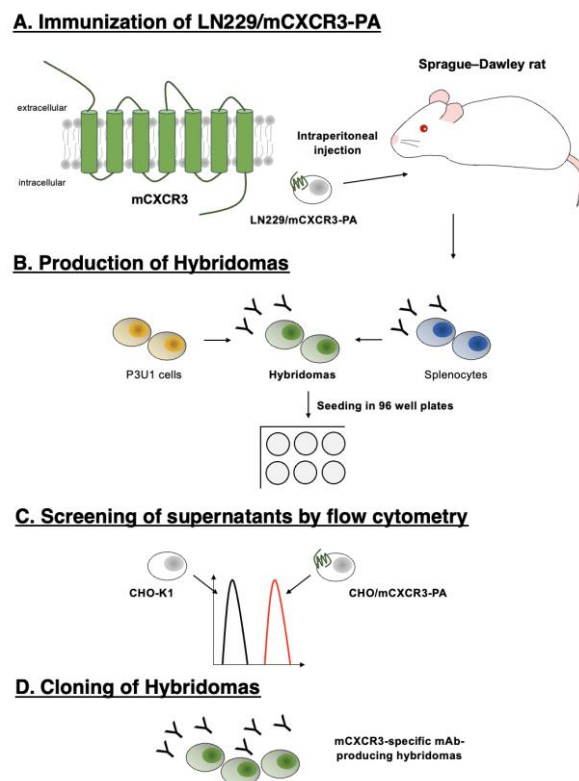 A. Immunization of LN229/mCXCR3-PA
Sprague–Dawley rat
extracellular
Intraperitoneal
injection
intracellular
mCXCR3
LN229/mCXCR3-PA
B. Production of Hybridomas
P3U1 cells
Hybridomas
Splenocytes
Seeding in 96 well plates
C. Screening of supernatants by flow cytometry
CHO-K1
CHO/mCXCR3-PA
D. Cloning of Hybridomas
mCXCR3-specific mAb-
producing hybridomas